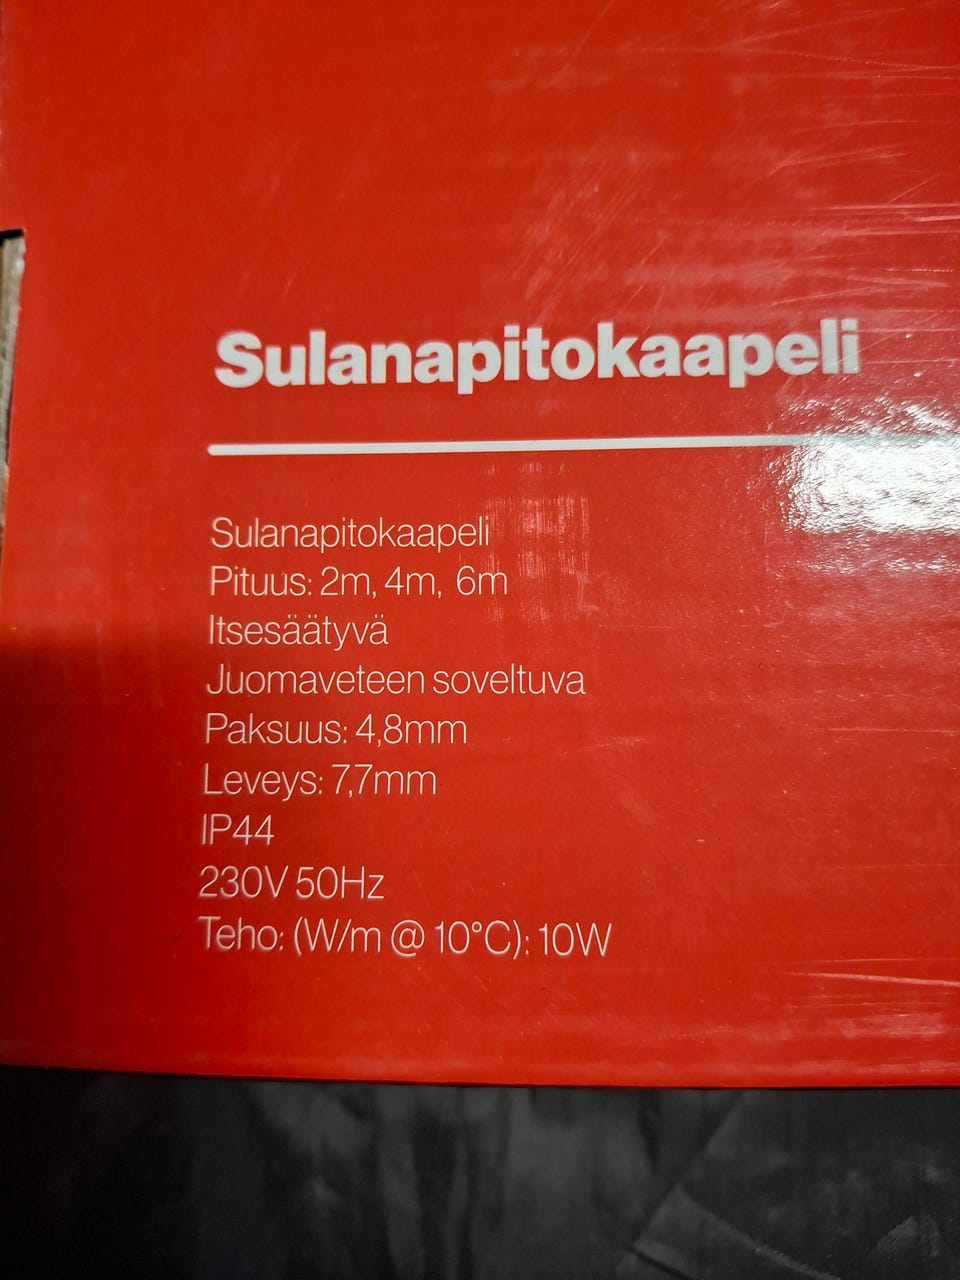 Sulanapitokaapeli
Sulanapitokaapeli
Pituus: 2m, 4m, 6m
Itsesäätyvä
Juomaveteen soveltuva
Paksuus: 4,8mm
Leveys: 7,7mm
IP44
230V 50Hz
Teho: (W/m @ 10°C): 10W